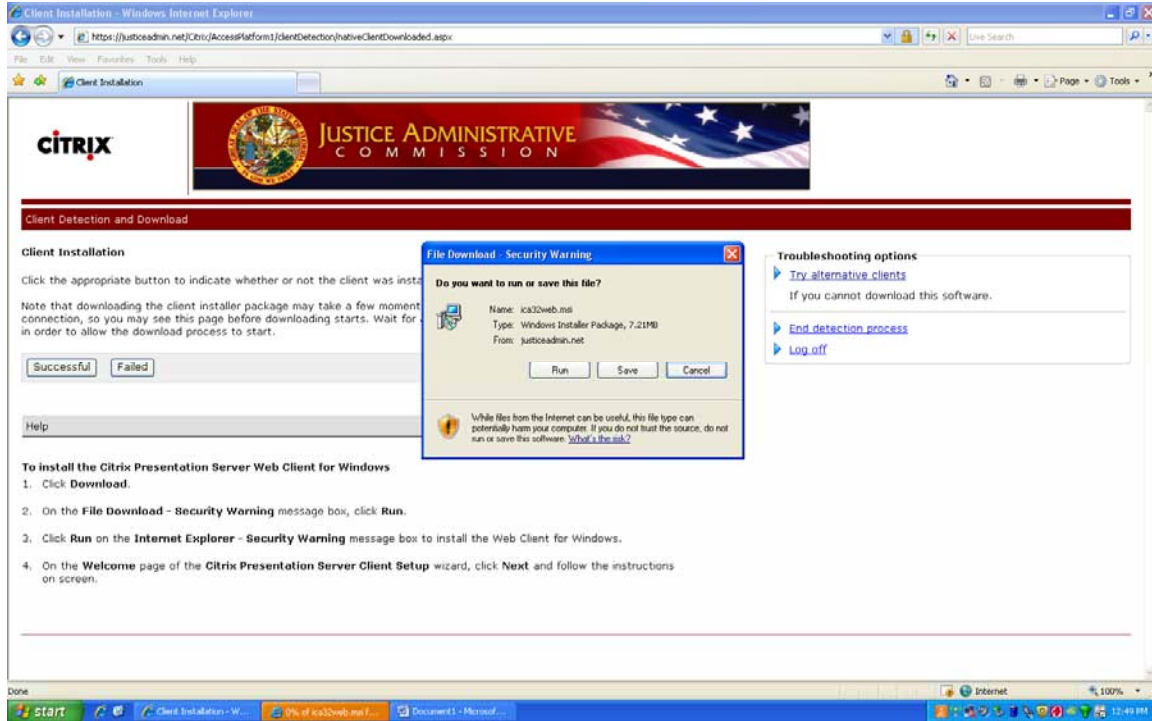 Client Installation - Windows Internet Explorer
https://justiceadmin.net/Citrix/AccessPlatform1/clientDetection/nativeClientDownloaded.aspx
Live Search
File Edit View Favorites Tools Help
Client Installation
Page Tools
CİTRIX
JUSTICE ADMINISTRATIVE
COMMISSION
Client Detection and Download
Client Installation
Click the appropriate button to indicate whether or not the client was insta
Note that downloading the client installer package may take a few moment
connection, so you may see this page before downloading starts. Wait for
in order to allow the download process to start.
Successful Failed
Help
To install the Citrix Presentation Server Web Client for Windows
1. Click Download.
2. On the File Download - Security Warning message box, click Run.
3. Click Run on the Internet Explorer - Security Warning message box to install the Web Client for Windows.
4. On the Welcome page of the Citrix Presentation Server Client Setup wizard, click Next and follow the instructions
on screen.
File Download - Security Warning
Do you want to run or save this file?
Name: ica32web.msi
Type: Windows Installer Package, 7.21MB
From: justiceadmin.net
Run Save Cancel
While files from the Internet can be useful, this file type can
potentially harm your computer. If you do not trust the source, do not
run or save this software. What's the risk?
Troubleshooting options
Try alternative clients
If you cannot download this software.
End detection process
Log off
Done
Internet
100%
start
Client Installation - W...
0% of ica32web.msi f...
Document1 - Microsof...
12:49 PM